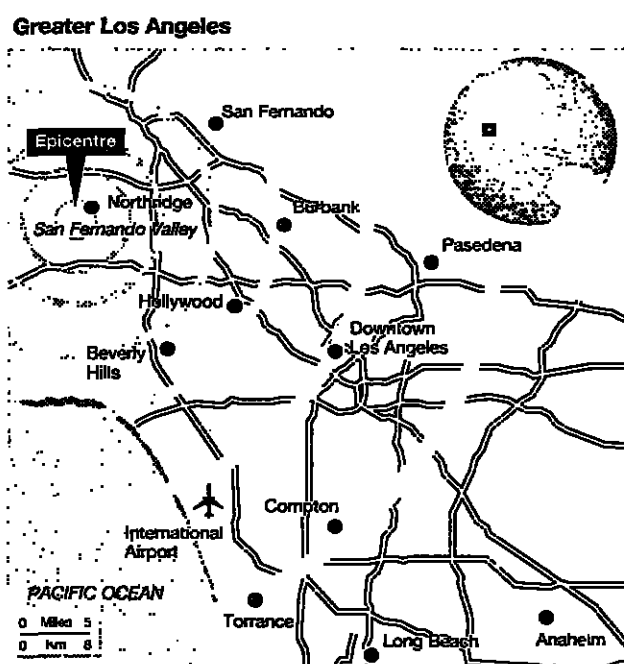 Greater Los Angeles
San Fernando
Epicentre
Northridge
San Fernando Valley
Burbank
Pasedena
Hollywood
Downtown
Los Angeles
Beverly
Hills
Compton
International
Airport
PACIFIC OCEAN
Torrance
0 Miles 5
0 Km 8
Long Beach
Anaheim